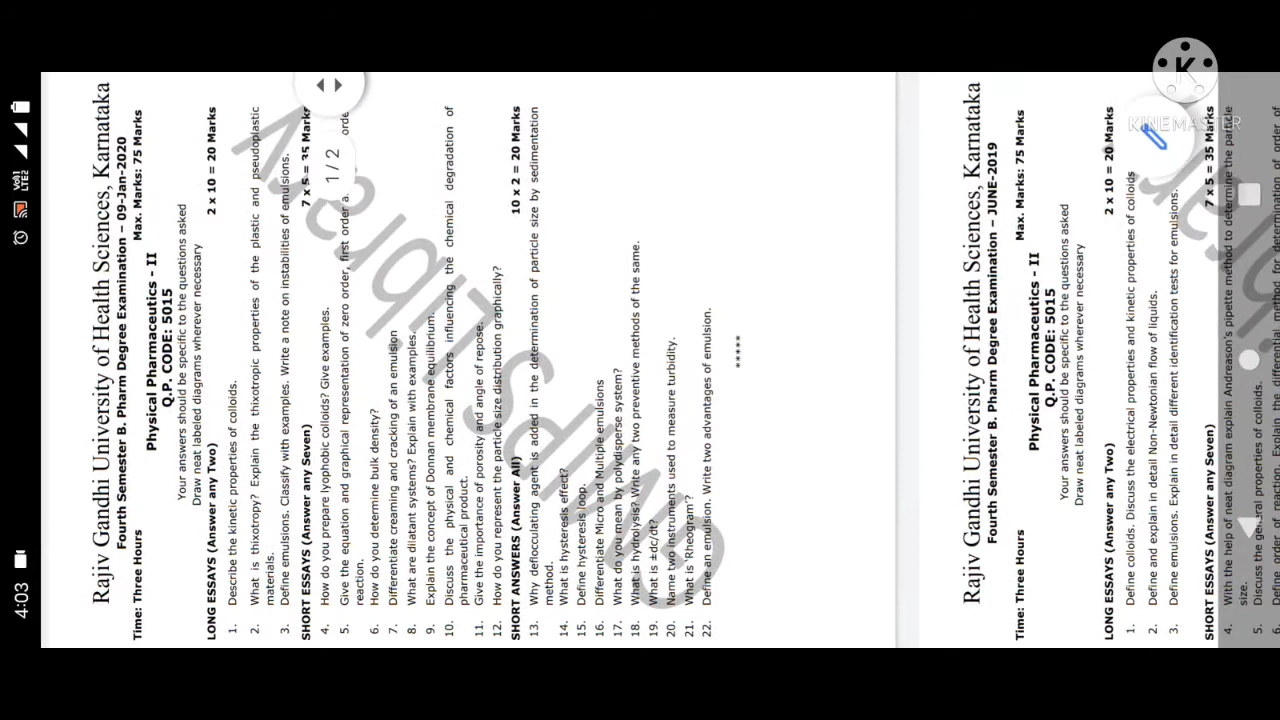 4:03
Vo))
LTE2
Rajiv Gandhi University of Health Sciences, Karnataka
Fourth Semester B. Pharm Degree Examination – 09-Jan-2020
Time: Three Hours Max. Marks: 75 Marks
Physical Pharmaceutics – II
Q.P. CODE: 5015
Your answers should be specific to the questions asked
Draw neat labeled diagrams wherever necessary
LONG ESSAYS (Answer any Two) 2 x 10 = 20 Marks
1. Describe the kinetic properties of colloids.
2. What is thixotropy? Explain the thixotropic properties of the plastic and pseudoplastic
materials.
3. Define emulsions. Classify with examples. Write a note on instabilities of emulsions.
SHORT ESSAYS (Answer any Seven) 7 x 5 = 35 Marks
4. How do you prepare lyophobic colloids? Give examples.
5. Give the equation and graphical representation of zero order, first order a orde
reaction.
6. How do you determine bulk density?
7. Differentiate creaming and cracking of an emulsion
8. What are dilatant systems? Explain with examples.
9. Explain the concept of Donnan membrane equilibrium.
10. Discuss the physical and chemical factors influencing the chemical degradation of
pharmaceutical product.
11. Give the importance of porosity and angle of repose.
12. How do you represent the particle size distribution graphically?
SHORT ANSWERS (Answer All) 10 x 2 = 20 Marks
13. Why deflocculating agent is added in the determination of particle size by sedimentation
method.
14. What is hysteresis effect?
15. Define hysteresis loop.
16. Differentiate Micro and Multiple emulsions
17. What do you mean by polydisperse system?
18. What is hydrolysis? Write any two preventive methods of the same.
19. What is ±dc/dt?
20. Name two instruments used to measure turbidity.
21. What is Rheogram'?
22. Define an emulsion. Write two advantages of emulsion.
*****
1 / 2
GMIPS Library
Rajiv Gandhi University of Health Sciences, Karnataka
Fourth Semester B. Pharm Degree Examination – JUNE-2019
Time: Three Hours Max. Marks: 75 Marks
Physical Pharmaceutics – II
Q.P. CODE: 5015
Your answers should be specific to the questions asked
Draw neat labeled diagrams wherever necessary
LONG ESSAYS (Answer any Two) 2 x 10 = 20 Marks
1. Define colloids. Discuss the electrical properties and kinetic properties of colloids
2. Define and explain in detail Non-Newtonian flow of liquids.
3. Define emulsions. Explain in detail different identification tests for emulsions.
SHORT ESSAYS (Answer any Seven) 7 x 5 = 35 Marks
4. With the help of neat diagram explain Andreason's pipette method to determine the particle
size.
5. Discuss the general properties of colloids.
6. Define order of reaction. Explain the differential method for determination of order of
K
KINEMASTER